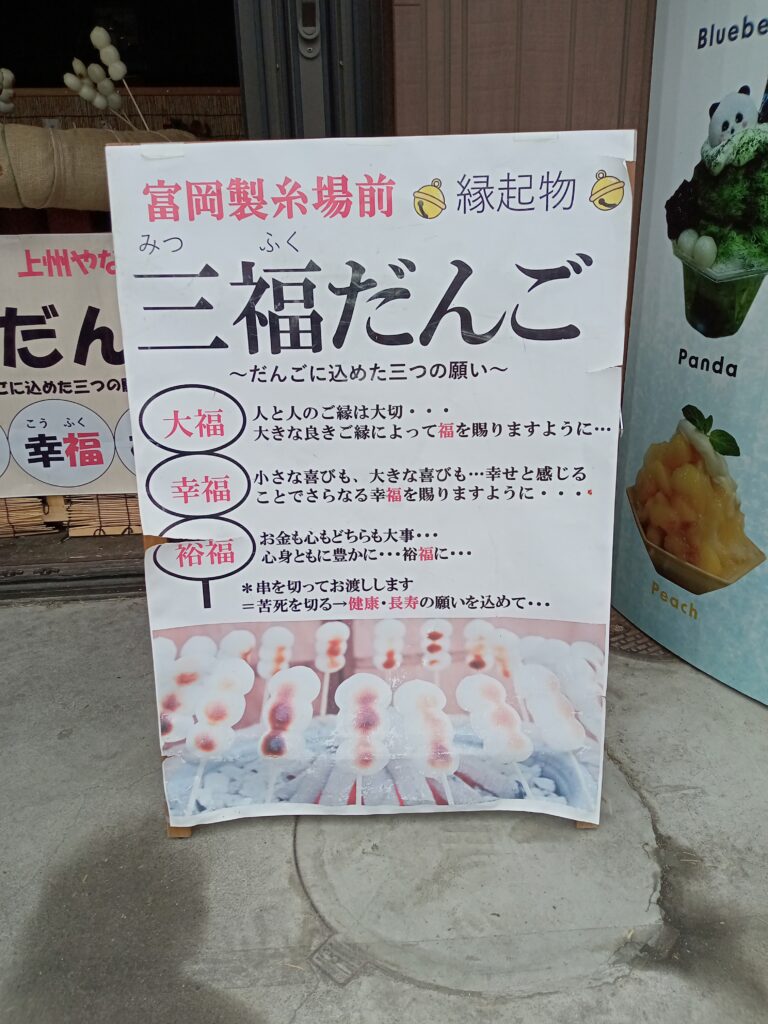 富岡製糸場前 縁起物
みつ ふく
三福だんご
～だんごに込めた三つの願い～
大福
人と人のご縁は大切・・・
大きな良きご縁によって福を賜りますように…
幸福
小さな喜びも、大きな喜びも…幸せと感じる
ことでさらなる幸福を賜りますように・・・・
裕福
お金も心もどちらも大事・・・
心身ともに豊かに・・・裕福に・・・
＊串を切ってお渡しします
＝苦死を切る→健康・長寿の願いを込めて・・・
上州やな
だん
に込めた三つの
こう ふく
幸福
Bluebe
Panda
Peach